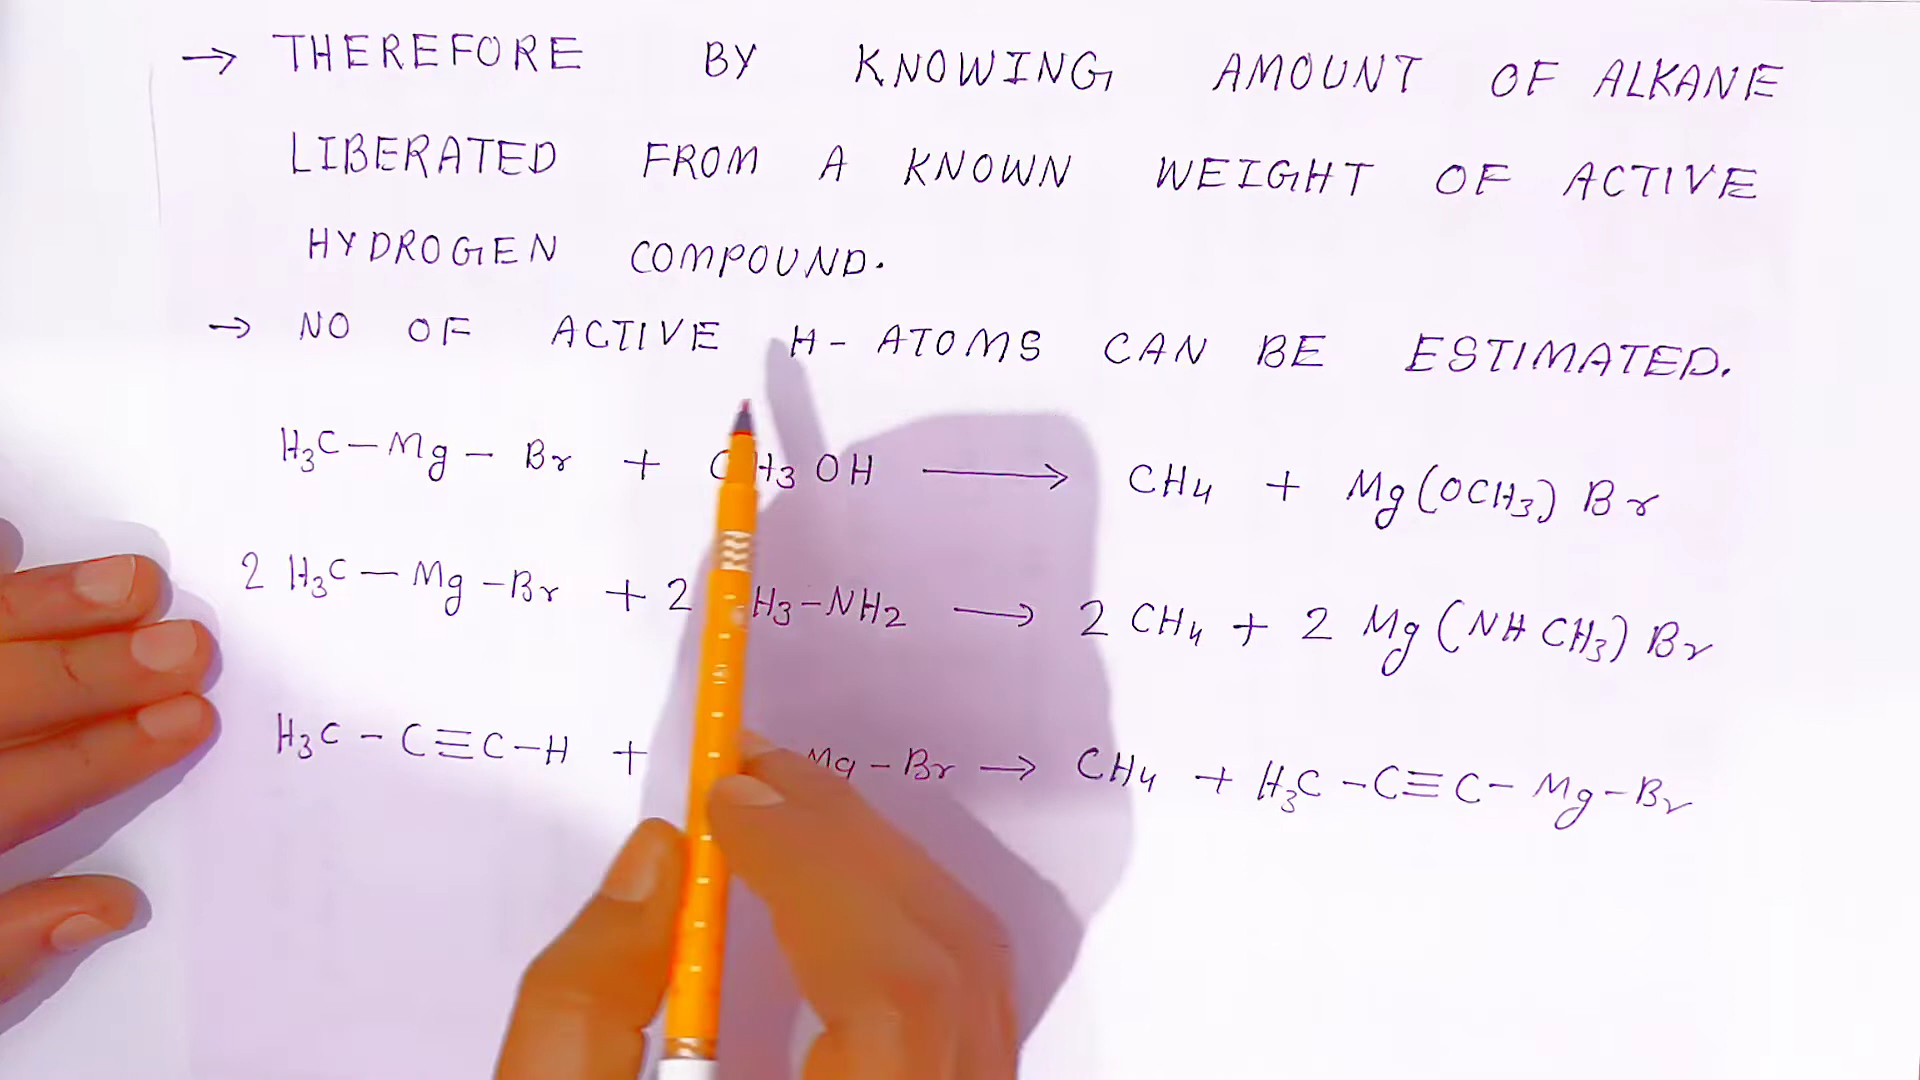 → THEREFORE BY KNOWING AMOUNT OF ALKANE
LIBERATED FROM A KNOWN WEIGHT OF ACTIVE
HYDROGEN COMPOUND.
→ NO OF ACTIVE H- ATOMS CAN BE ESTIMATED.
H₃C — Mg — Br + CH₃OH ⟶ CH₄ + Mg(OCH₃)Br
2 H₃C — Mg — Br + 2 H₃-NH₂ ⟶ 2 CH₄ + 2 Mg(NHCH₃)Br
H₃C - C≡C-H + Mg-Br → CH₄ + H₃C-C≡C-Mg-Br